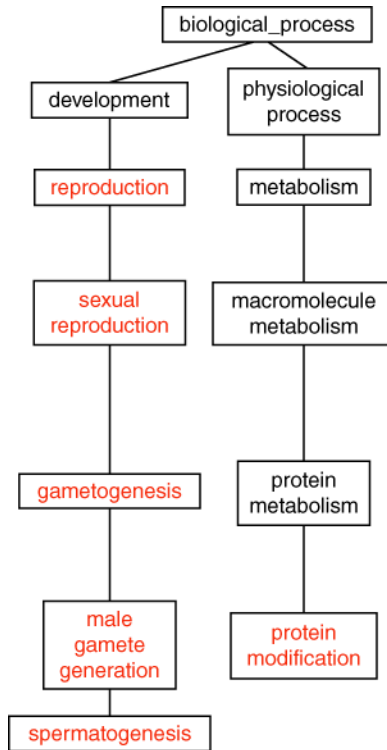 biological_process
development
physiological
process
reproduction
metabolism
sexual
reproduction
macromolecule
metabolism
gametogenesis
protein
metabolism
male
gamete
generation
protein
modification
spermatogenesis